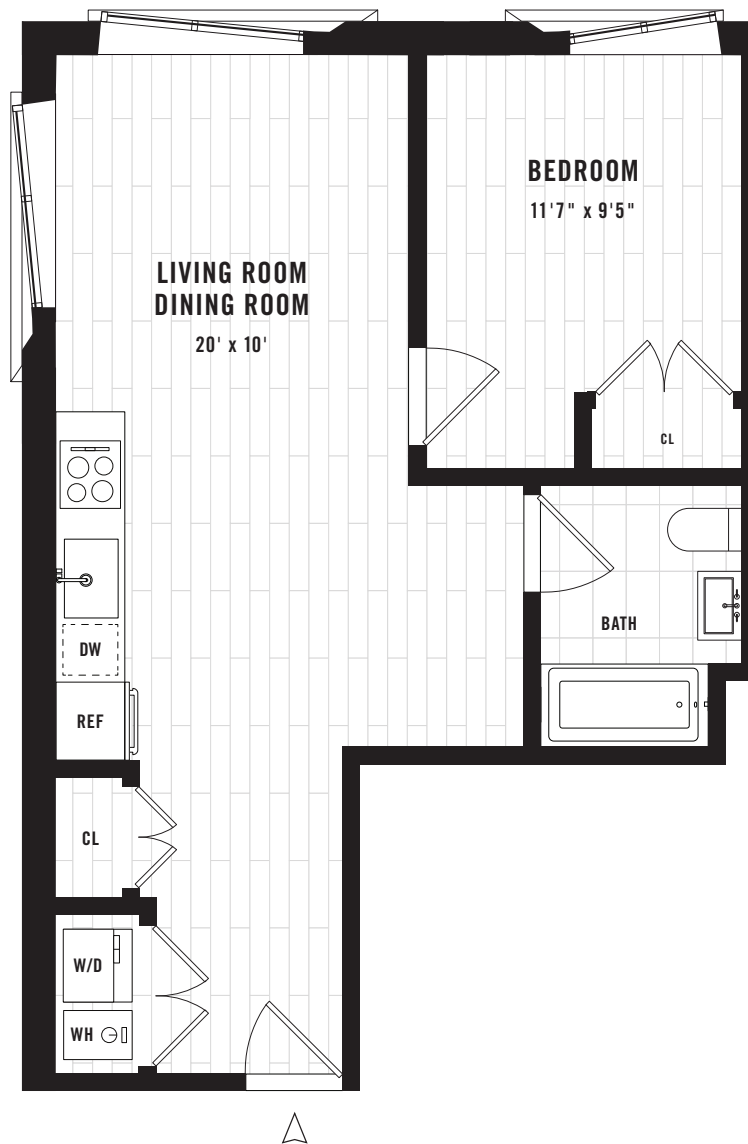 BEDROOM
11'7" x 9'5"
LIVING ROOM
DINING ROOM
20' x 10'
CL
BATH
DW
REF
CL
W/D
WH